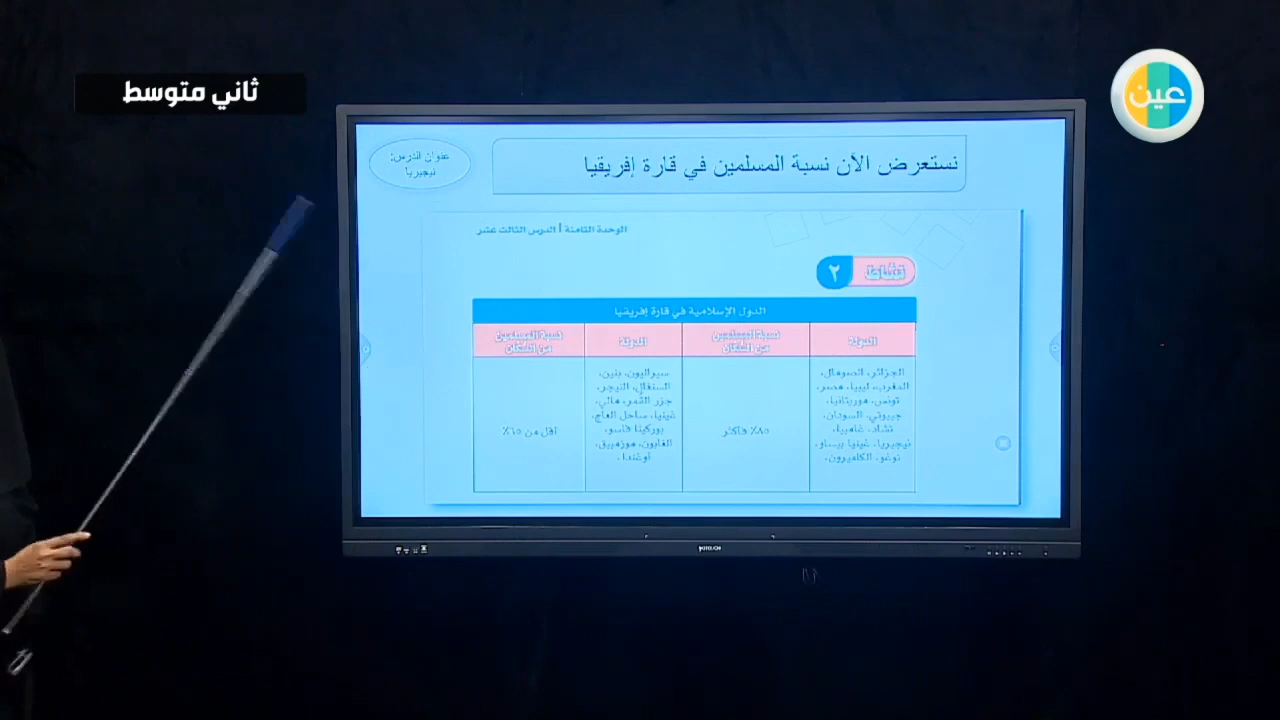 ثاني متوسط
عين
عنوان الدرس:
نيجيريا
نستعرض الآن نسبة المسلمين في قارة إفريقيا
الوحدة الثامنة | الدرس الثالث عشر
نشاط ٢
الدول الإسلامية في قارة إفريقيا
الدولة
نسبة المسلمين
من السكان
الدولة
نسبة المسلمين
من السكان
الجزائر، الصومال،
المغرب، ليبيا، مصر،
تونس، موريتانيا،
جيبوتي، السودان،
تشاد، غامبيا،
نيجيريا، غينيا بيساو،
توغو، الكاميرون،
٨٥٪ فأكثر
سيراليون، بنين،
السنغال، النيجر،
جزر القُمر، مالي،
غينيا، ساحل العاج،
بوركينا فاسو،
الغابون، موزمبيق،
أوغندا،
أقل من ٦٥٪